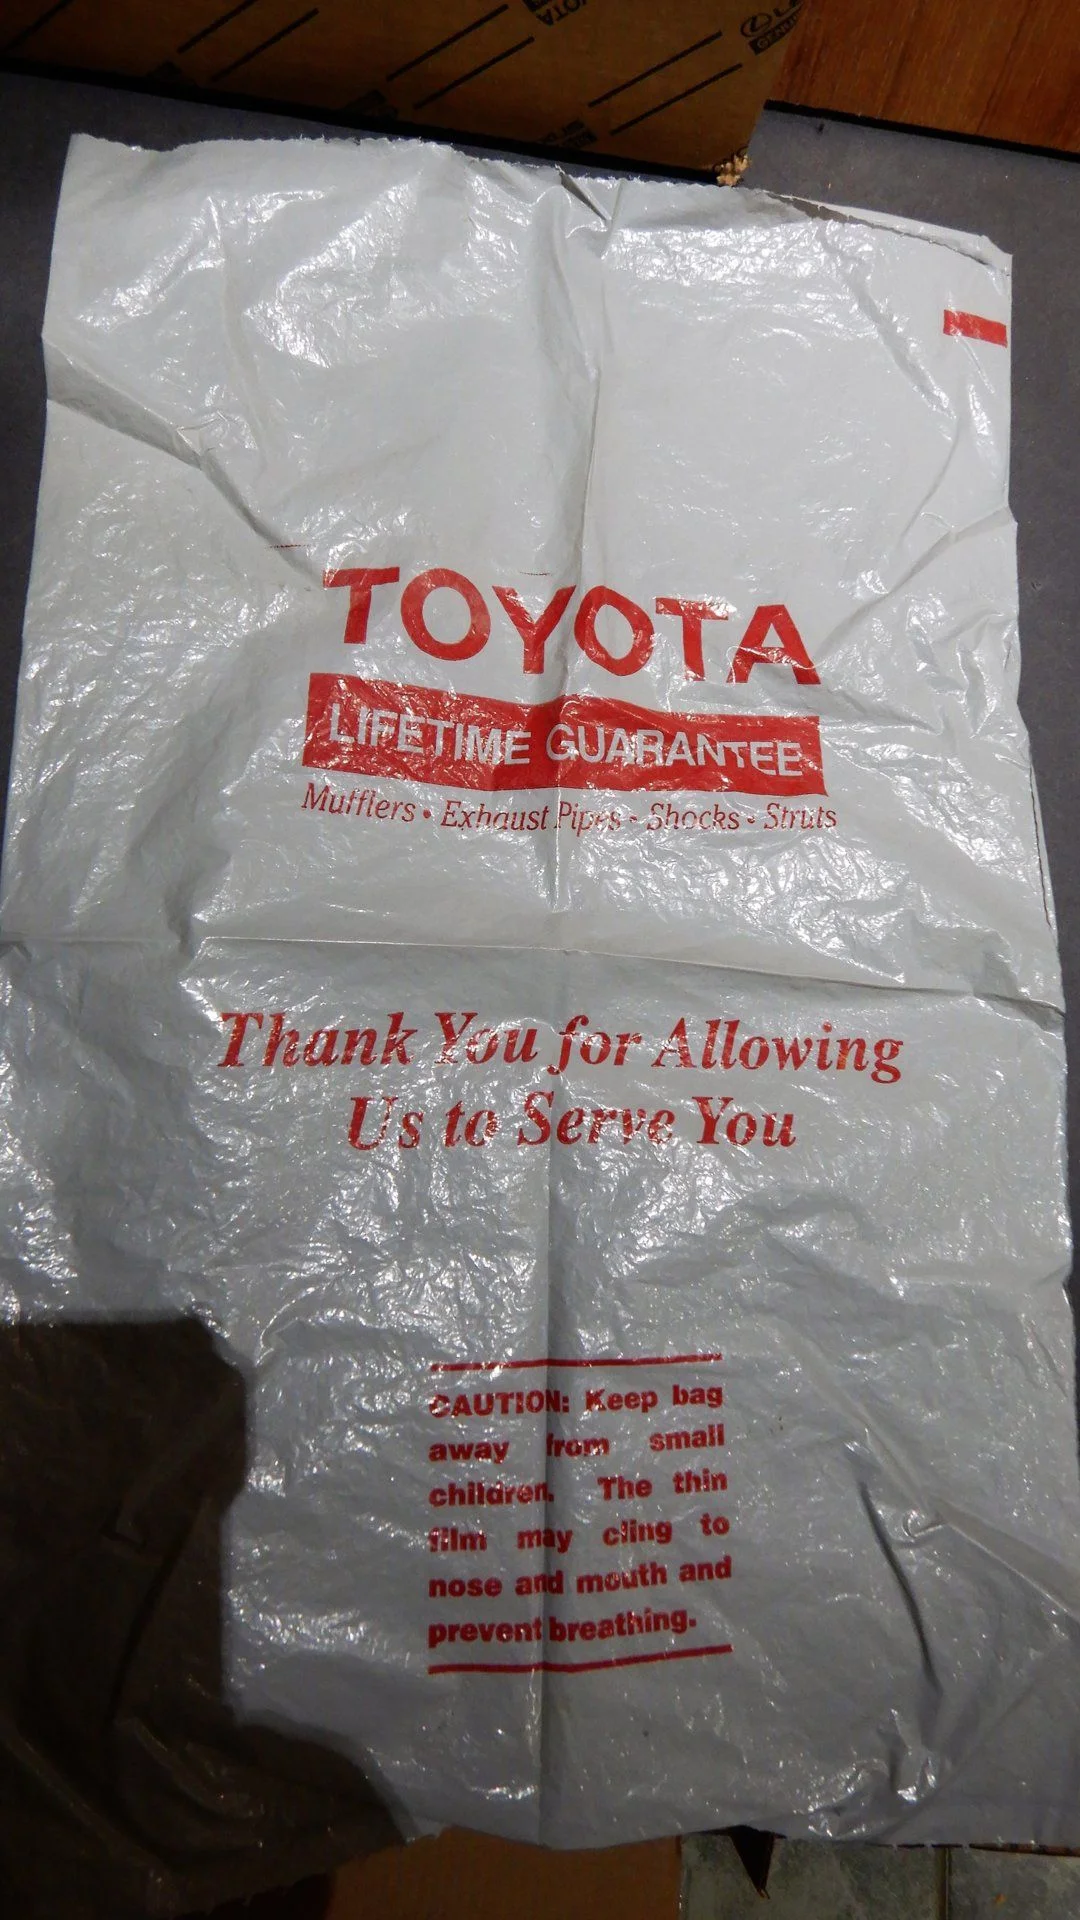 TOYOTA
LIFETIME GUARANTEE
Mufflers • Exhaust Pipes • Shocks • Struts
Thank You for Allowing
Us to Serve You
CAUTION: Keep bag
away from small
children. The thin
film may cling to
nose and mouth and
prevent breathing.